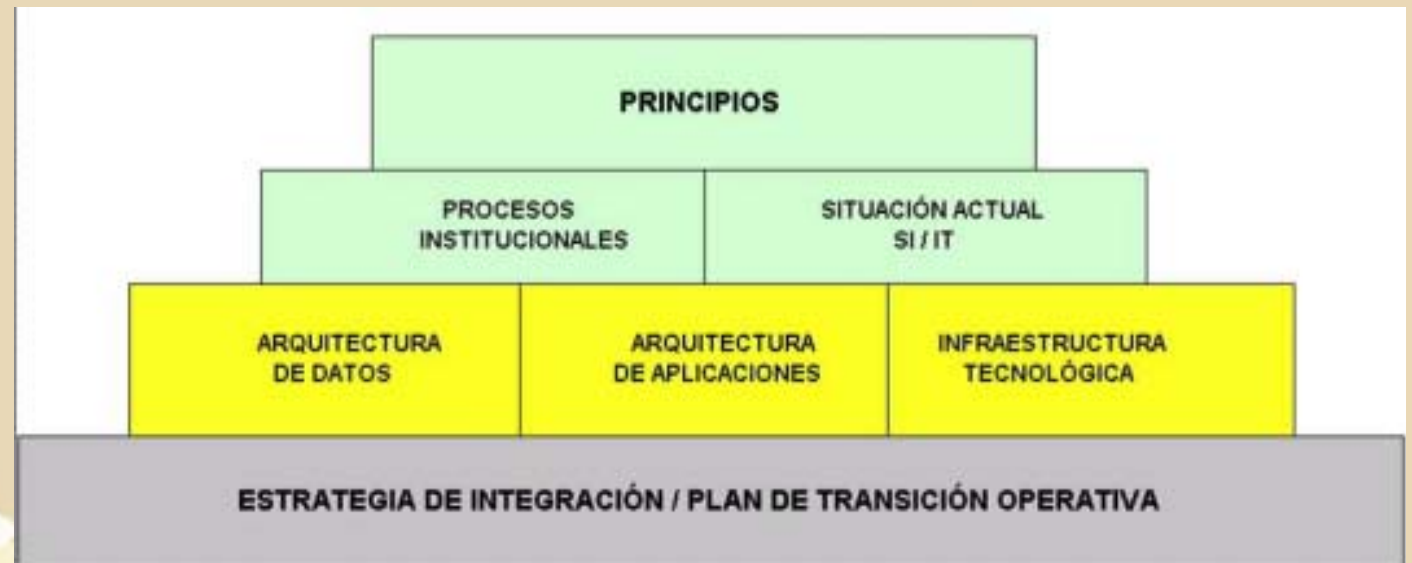 PRINCIPIOS
PROCESOS
INSTITUCIONALES
SITUACIÓN ACTUAL
SI / IT
ARQUITECTURA
DE DATOS
ARQUITECTURA
DE APLICACIONES
INFRAESTRUCTURA
TECNOLÓGICA
ESTRATEGIA DE INTEGRACIÓN / PLAN DE TRANSICIÓN OPERATIVA